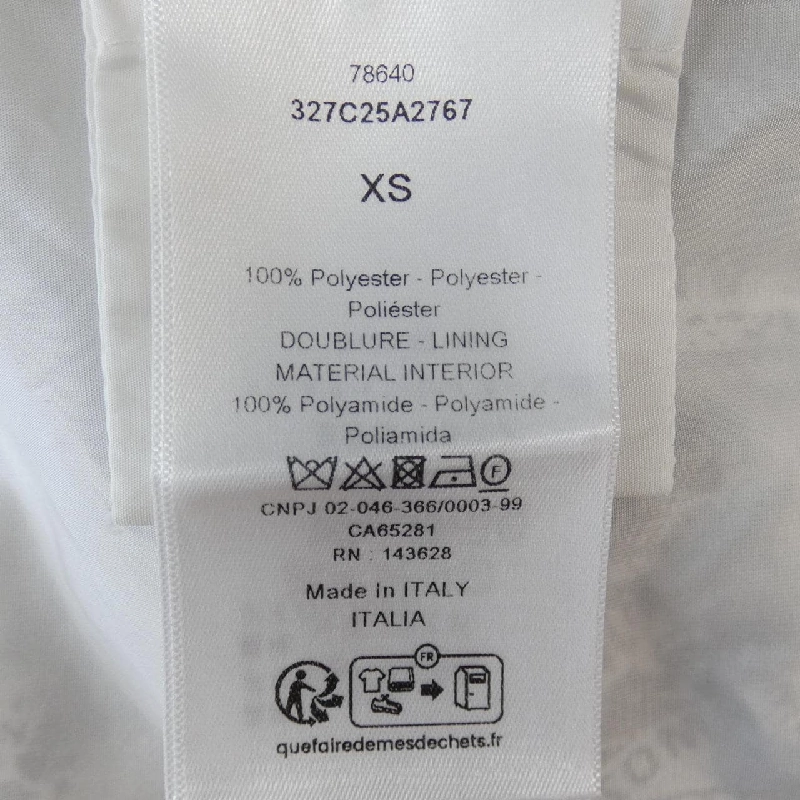 78640
327C25A2767
XS
100% Polyester - Polyester -
Poliéster
DOUBLURE - LINING
MATERIAL INTERIOR
100% Polyamide - Polyamide -
Poliamida
F
CNPJ 02-046-366/0003-99
CA65281
RN : 143628
Made in ITALY
ITALIA
FR
quefairedemesdechets.fr